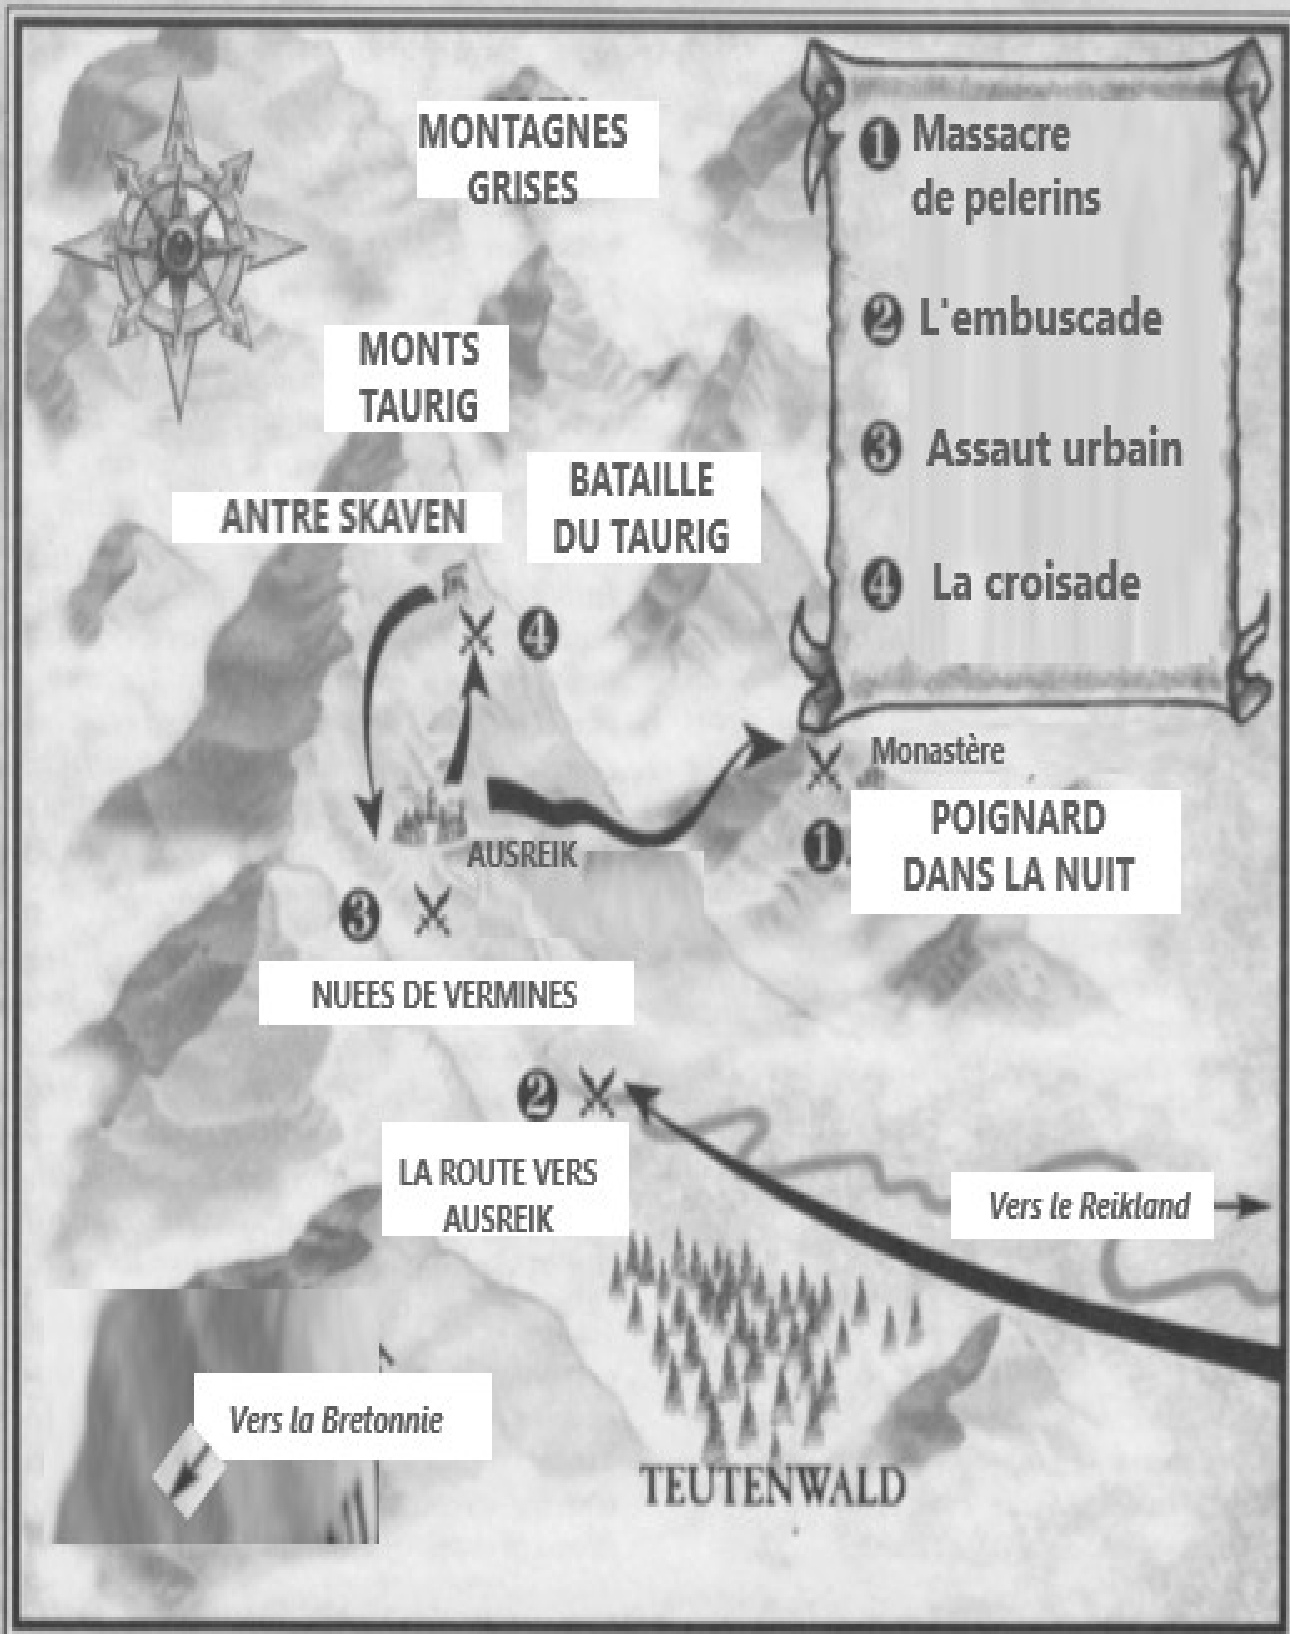 MONTAGNES
GRISES
1 Massacre
de pelerins
2 L'embuscade
3 Assaut urbain
4 La croisade
MONTS
TAURIG
ANTRE SKAVEN
BATAILLE
DU TAURIG
4
Monastère
POIGNARD
DANS LA NUIT
1
AUSREIK
3
NUEES DE VERMINES
2
LA ROUTE VERS
AUSREIK
Vers le Reikland
Vers la Bretonnie
TEUTENWALD